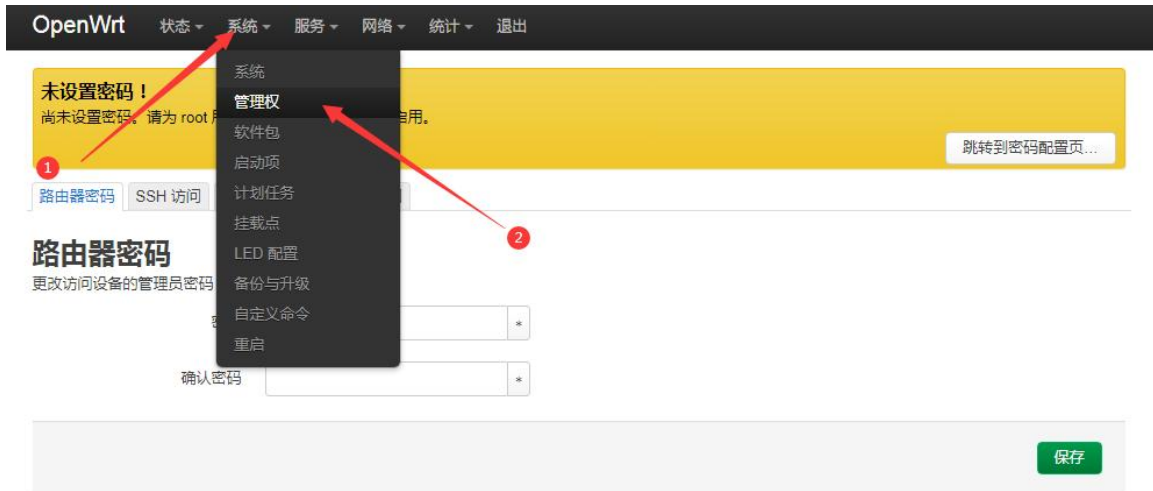 OpenWrt 状态 系统 服务 网络 统计 退出
系统
管理权
软件包
启动项
计划任务
挂载点
LED 配置
备份与升级
自定义命令
重启
未设置密码！
尚未设置密码。请为 root 用。
跳转到密码配置页...
1
路由器密码 SSH 访问
2
路由器密码
更改访问设备的管理员密码
*
确认密码 *
保存